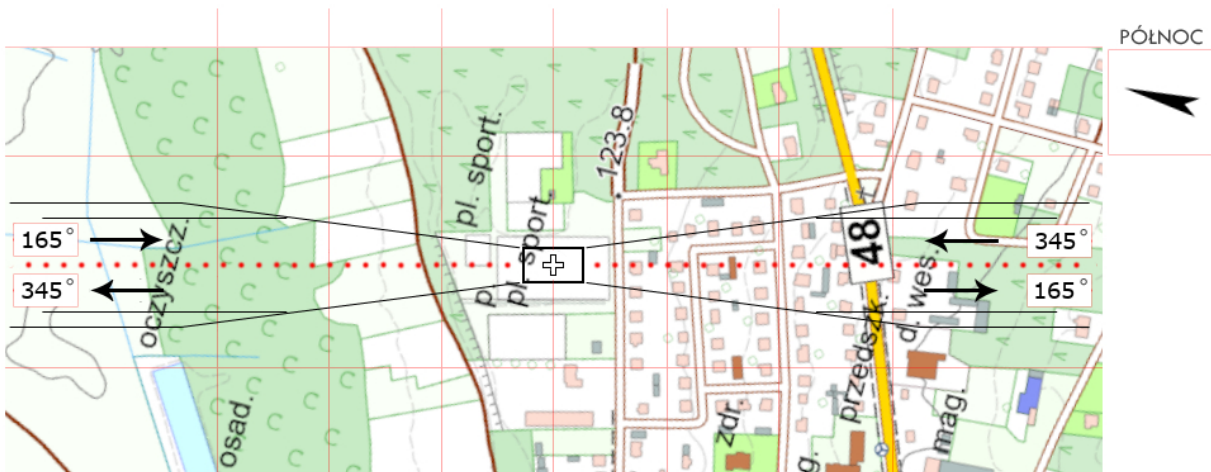 PÓŁNOC
pl. sport.
123.8
pl. sport.
p
pl.
oczyszcz.
48
d. wes.
165°
345°
345°
165°
przedszk.
osad.
zdr.
mag.
g.